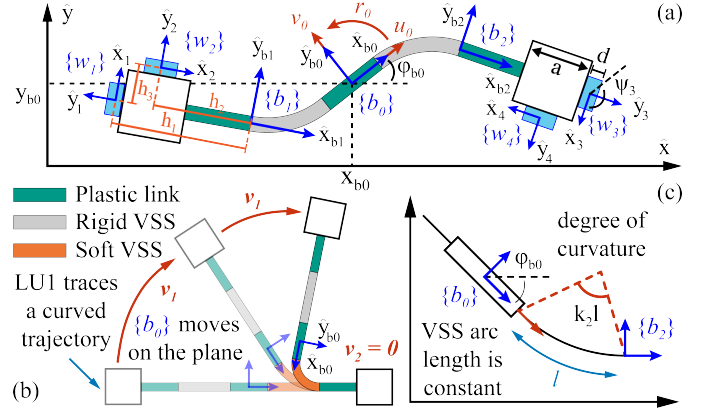 ŷ
(a)
v₀
r₀
u₀
ŷ₂
{w₂}
ŷ_b1
ŷ_b0
x̂_b0
φ_b0
ŷ_b2
{b₂}
{w₁}
x̂₁
x̂₂
a
d
ψ₃
y_b0
ŷ₁
h₃
h₂
h₁
{b₁}
x̂_b1
{b₀}
x̂_b2
x̂₄
{w₄}
ŷ₄
x̂₃
{w₃}
ŷ₃
x̂
x_b0
Plastic link
Rigid VSS
Soft VSS
LU1 traces
a curved
trajectory
v₁
v₁
{b₀} moves
on the plane
ŷ_b0
x̂_b0
v₂ = 0
(b)
(c)
degree of
curvature
φ_b0
{b₀}
k₂l
{b₂}
VSS arc
length is
constant
l